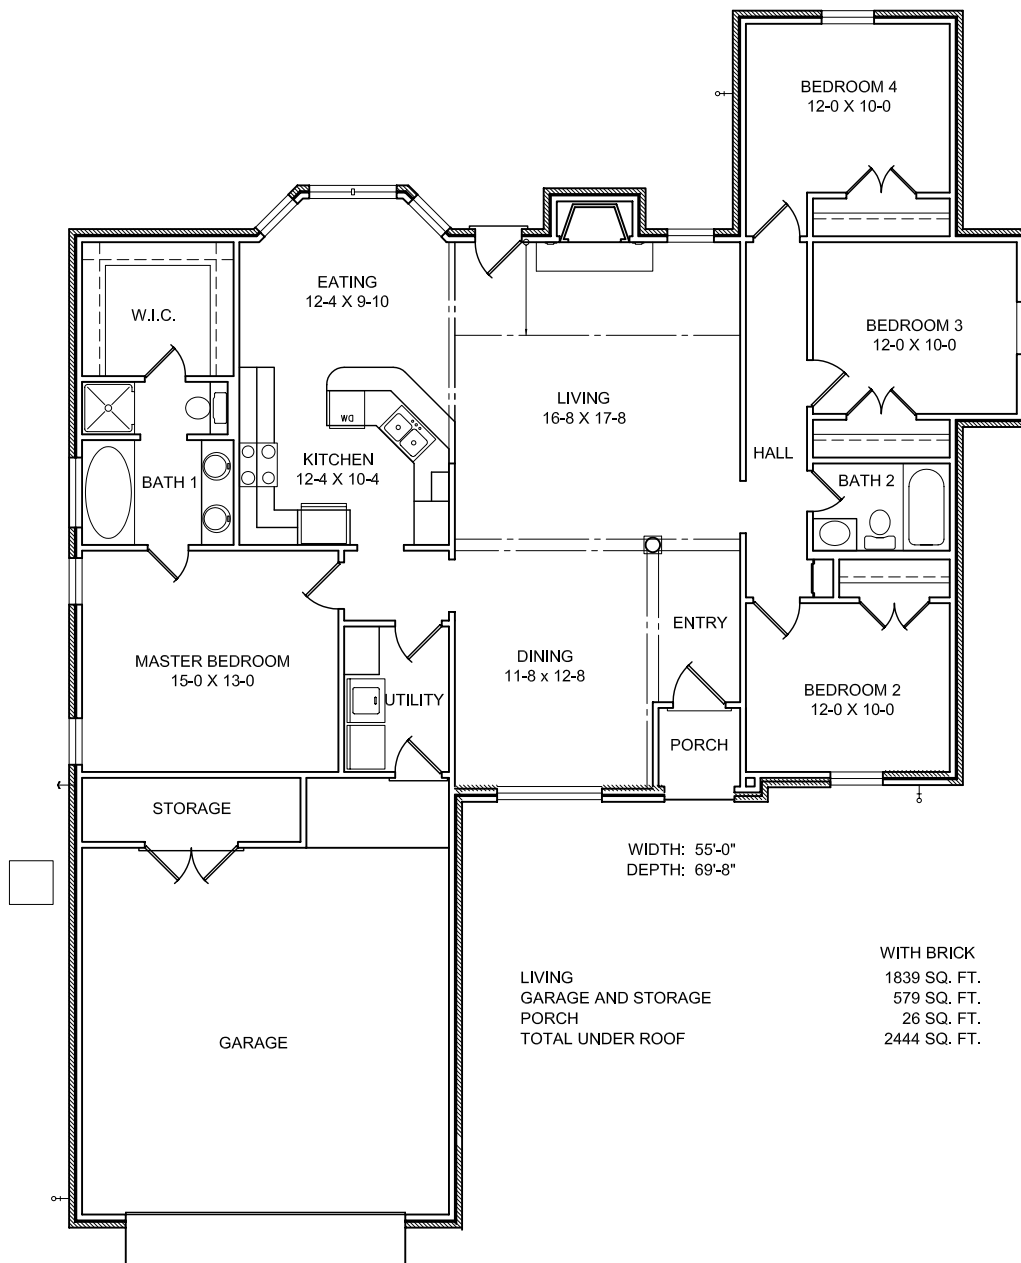 BEDROOM 4
12-0 X 10-0
EATING
12-4 X 9-10
W.I.C.
BEDROOM 3
12-0 X 10-0
LIVING
16-8 X 17-8
DW
KITCHEN
12-4 X 10-4
HALL
BATH 1
BATH 2
ENTRY
MASTER BEDROOM
15-0 X 13-0
DINING
11-8 x 12-8
UTILITY
BEDROOM 2
12-0 X 10-0
PORCH
STORAGE
WIDTH: 55'-0"
DEPTH: 69'-8"
WITH BRICK
LIVING 1839 SQ. FT.
GARAGE AND STORAGE 579 SQ. FT.
PORCH 26 SQ. FT.
TOTAL UNDER ROOF 2444 SQ. FT.
GARAGE